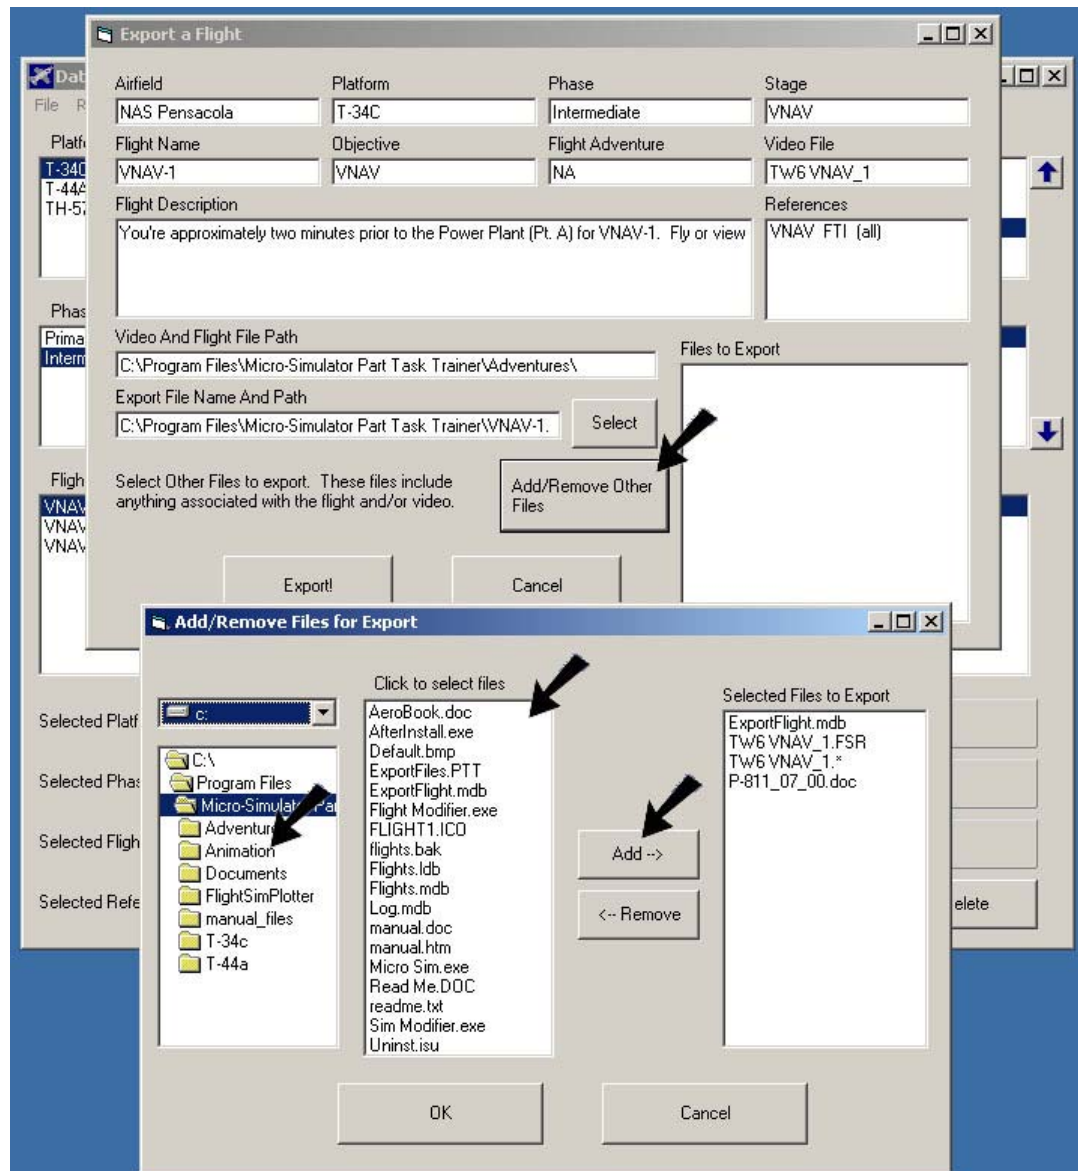 Export a Flight
Dat
File R
Airfield Platform Phase Stage
NAS Pensacola T-34C Intermediate VNAV
Flight Name Objective Flight Adventure Video File
VNAV-1 VNAV NA TW6 VNAV_1
Flight Description References
You're approximately two minutes prior to the Power Plant (Pt. A) for VNAV-1. Fly or view VNAV FTI (all)
Video And Flight File Path Files to Export
C:\Program Files\Micro-Simulator Part Task Trainer\Adventures\
Export File Name And Path
C:\Program Files\Micro-Simulator Part Task Trainer\VNAV-1. Select
Select Other Files to export. These files include
anything associated with the flight and/or video.
Add/Remove Other
Files
Export! Cancel
Platf
T-34C
T-44A
TH-57
Phas
Prima
Interm
Fligh
VNAV
VNAV
VNAV
Selected Platf
Selected Phas
Selected Fligh
Selected Refe
elete
Add/Remove Files for Export
c:
C:\
Program Files
Micro-Simulator Par
Adventure
Animation
Documents
FlightSimPlotter
manual_files
T-34c
T-44a
Click to select files
AeroBook.doc
AfterInstall.exe
Default.bmp
ExportFiles.PTT
ExportFlight.mdb
Flight Modifier.exe
FLIGHT1.ICO
flights.bak
Flights.ldb
Flights.mdb
Log.mdb
manual.doc
manual.htm
Micro Sim.exe
Read Me.DOC
readme.txt
Sim Modifier.exe
Uninst.isu
Add -->
<-- Remove
Selected Files to Export
ExportFlight.mdb
TW6 VNAV_1.FSR
TW6 VNAV_1.*
P-811_07_00.doc
OK Cancel